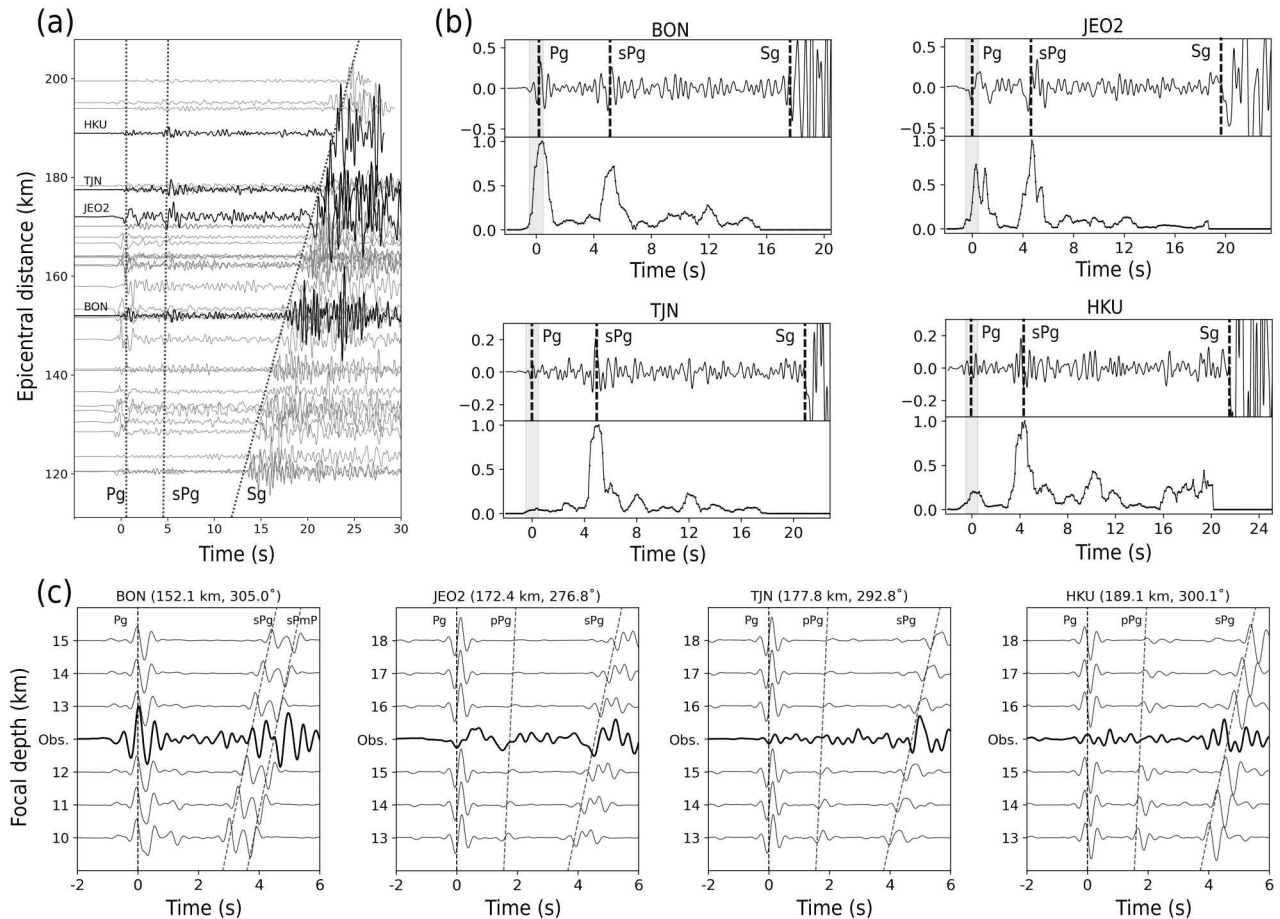 (a)
Epicentral distance (km)
200
180
160
140
120
HKU
TJN
JEO2
BON
Pg
sPg
Sg
0 5 10 15 20 25 30
Time (s)
(b)
BON
0.5
0.0
−0.5
Pg
sPg
Sg
1.0
0.5
0.0
0 4 8 12 16 20
Time (s)
JEO2
0.5
0.0
−0.5
Pg
sPg
Sg
1.0
0.5
0.0
0 4 8 12 16 20
Time (s)
TJN
0.2
0.0
−0.2
Pg
sPg
Sg
1.0
0.5
0.0
0 4 8 12 16 20
Time (s)
HKU
0.2
0.0
−0.2
Pg
sPg
Sg
1.0
0.5
0.0
0 4 8 12 16 20 24
Time (s)
(c)
Focal depth (km)
BON (152.1 km, 305.0˚)
Pg sPg sPmP
15
14
13
Obs.
12
11
10
-2 0 2 4 6
Time (s)
JEO2 (172.4 km, 276.8˚)
Pg pPg sPg
18
17
16
Obs.
15
14
13
-2 0 2 4 6
Time (s)
TJN (177.8 km, 292.8˚)
Pg pPg sPg
18
17
16
Obs.
15
14
13
-2 0 2 4 6
Time (s)
HKU (189.1 km, 300.1˚)
Pg pPg sPg
18
17
16
Obs.
15
14
13
-2 0 2 4 6
Time (s)